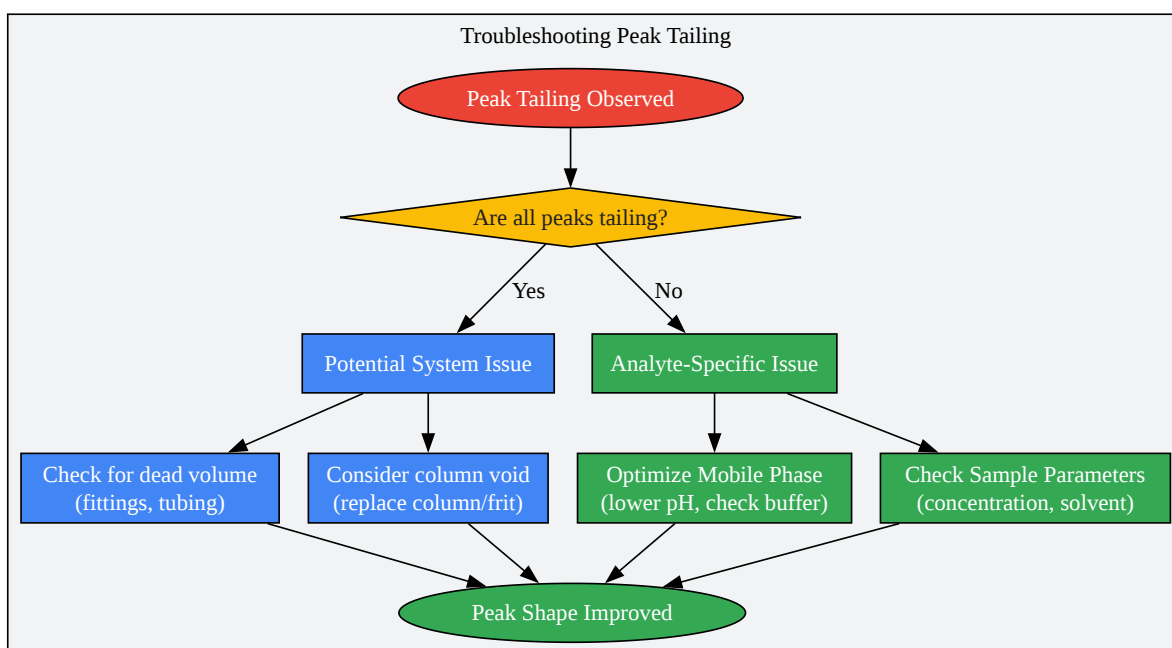 Troubleshooting Peak Tailing
Peak Tailing Observed
Are all peaks tailing?
Yes
No
Potential System Issue
Analyte-Specific Issue
Check for dead volume
(fittings, tubing)
Consider column void
(replace column/frit)
Optimize Mobile Phase
(lower pH, check buffer)
Check Sample Parameters
(concentration, solvent)
Peak Shape Improved